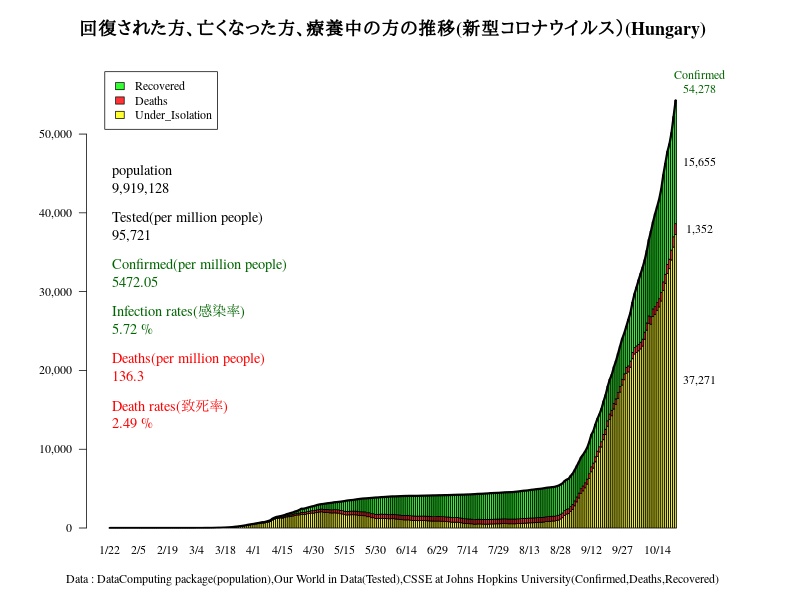 回復された方、亡くなった方、療養中の方の推移(新型コロナウイルス）(Hungary)
Confirmed
54,278
Recovered
Deaths
Under_Isolation
50,000
40,000
30,000
20,000
10,000
0
population
9,919,128
Tested(per million people)
95,721
Confirmed(per million people)
5472.05
Infection rates(感染率)
5.72 %
Deaths(per million people)
136.3
Death rates(致死率)
2.49 %
15,655
1,352
37,271
1/22 2/5 2/19 3/4 3/18 4/1 4/15 4/30 5/15 5/30 6/14 6/29 7/14 7/29 8/13 8/28 9/12 9/27 10/14
Data : DataComputing package(population),Our World in Data(Tested),CSSE at Johns Hopkins University(Confirmed,Deaths,Recovered)